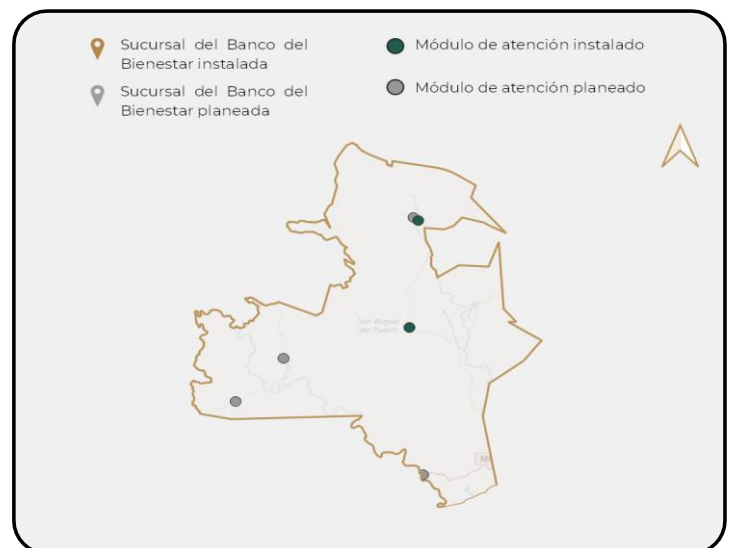 Sucursal del Banco del
Bienestar instalada
Módulo de atención instalado
Sucursal del Banco del
Bienestar planeada
Módulo de atención planeado
San Miguel
del Puerto